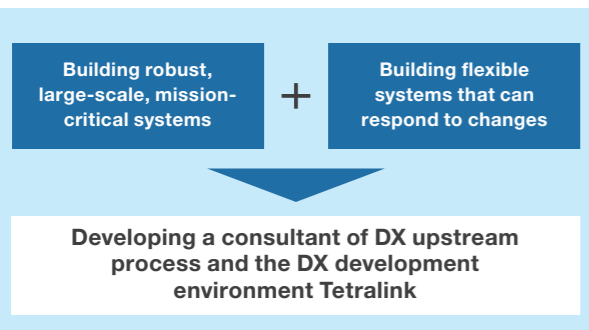 Building robust,
large-scale, mission-
critical systems
+
Building flexible
systems that can
respond to changes
Developing a consultant of DX upstream
process and the DX development
environment Tetralink